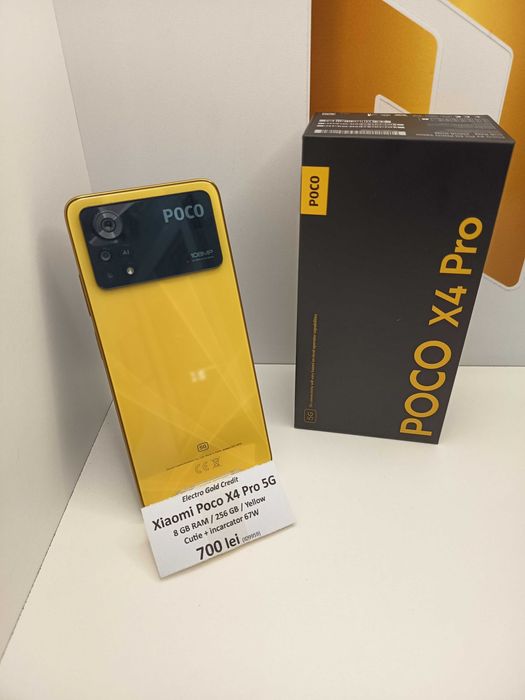 POCO
108MP
AI
5G
Electro Gold Credit
Xiaomi Poco X4 Pro 5G
8 GB RAM / 256 GB / Yellow
Cutie + incarcator 67W
700 lei
POCO
POCO X4 Pro
5G